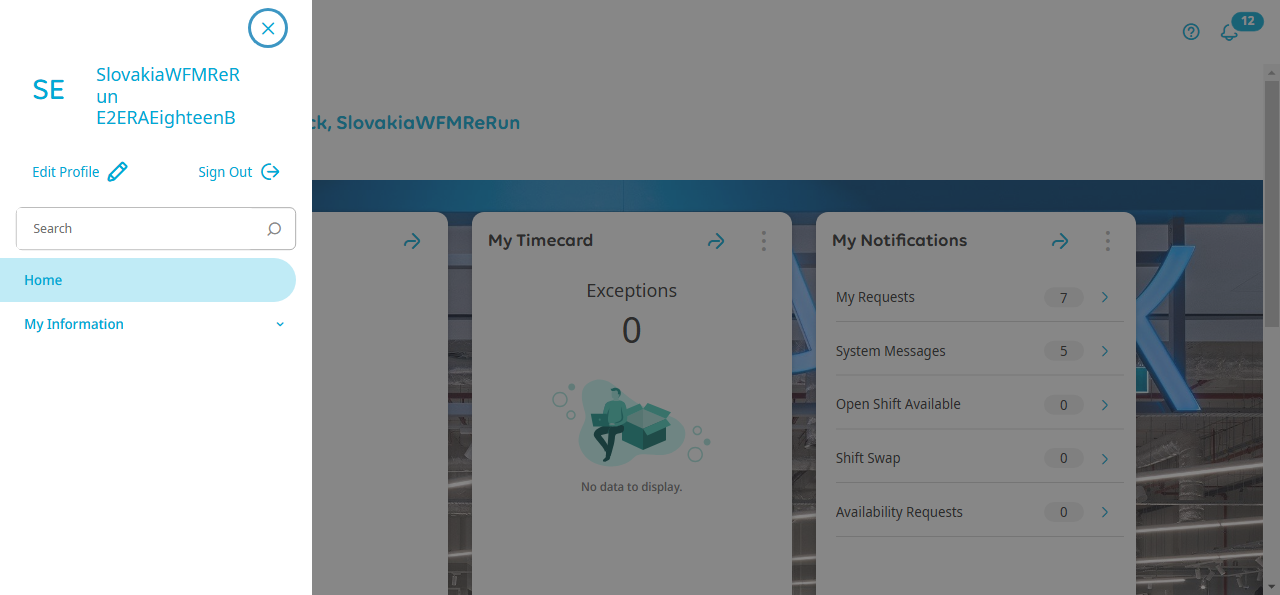 12
SE
SlovakiaWFMReR
un
E2ERAEighteenB
Edit Profile
Sign Out
Search
Home
My Information
ck, SlovakiaWFMReRun
My Timecard
Exceptions
0
No data to display.
My Notifications
My Requests 7
System Messages 5
Open Shift Available 0
Shift Swap 0
Availability Requests 0